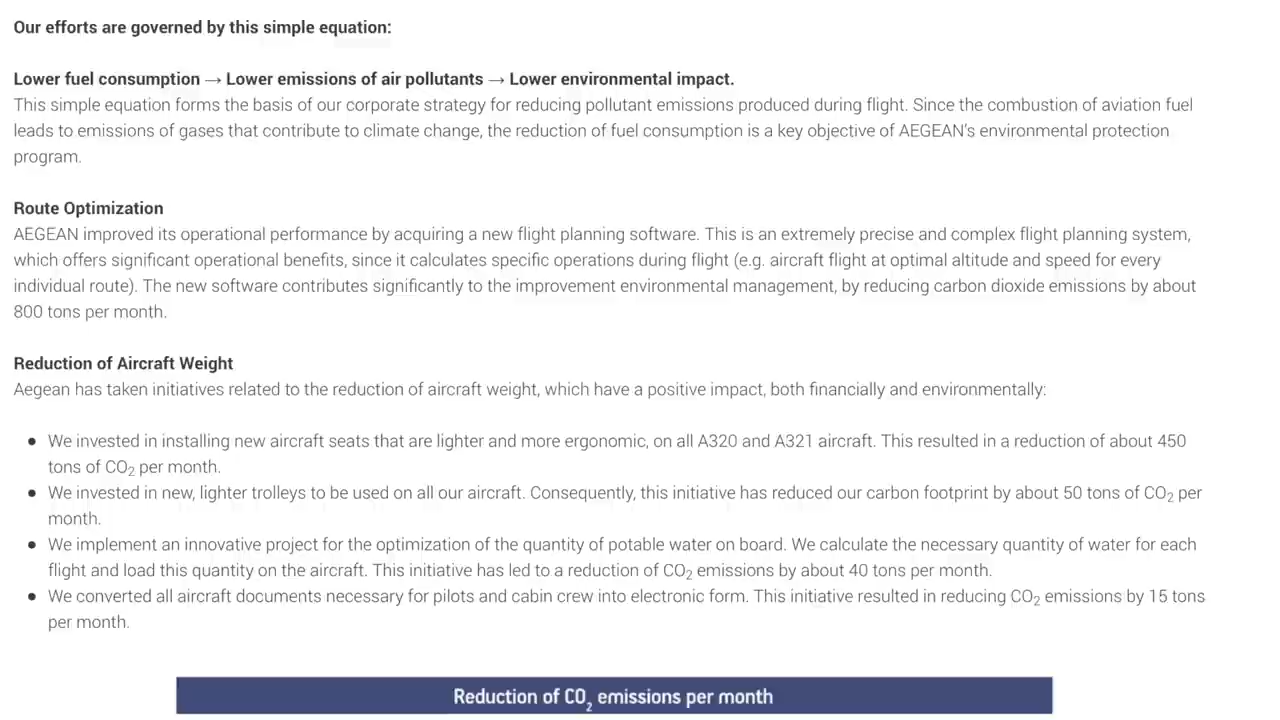 Our efforts are governed by this simple equation:
Lower fuel consumption → Lower emissions of air pollutants → Lower environmental impact.
This simple equation forms the basis of our corporate strategy for reducing pollutant emissions produced during flight. Since the combustion of aviation fuel
leads to emissions of gases that contribute to climate change, the reduction of fuel consumption is a key objective of AEGEAN's environmental protection
program.
Route Optimization
AEGEAN improved its operational performance by acquiring a new flight planning software. This is an extremely precise and complex flight planning system,
which offers significant operational benefits, since it calculates specific operations during flight (e.g. aircraft flight at optimal altitude and speed for every
individual route). The new software contributes significantly to the improvement environmental management, by reducing carbon dioxide emissions by about
800 tons per month.
Reduction of Aircraft Weight
Aegean has taken initiatives related to the reduction of aircraft weight, which have a positive impact, both financially and environmentally:
● We invested in installing new aircraft seats that are lighter and more ergonomic, on all A320 and A321 aircraft. This resulted in a reduction of about 450
tons of CO₂ per month.
● We invested in new, lighter trolleys to be used on all our aircraft. Consequently, this initiative has reduced our carbon footprint by about 50 tons of CO₂ per
month.
● We implement an innovative project for the optimization of the quantity of potable water on board. We calculate the necessary quantity of water for each
flight and load this quantity on the aircraft. This initiative has led to a reduction of CO₂ emissions by about 40 tons per month.
● We converted all aircraft documents necessary for pilots and cabin crew into electronic form. This initiative resulted in reducing CO₂ emissions by 15 tons
per month.
Reduction of CO₂ emissions per month